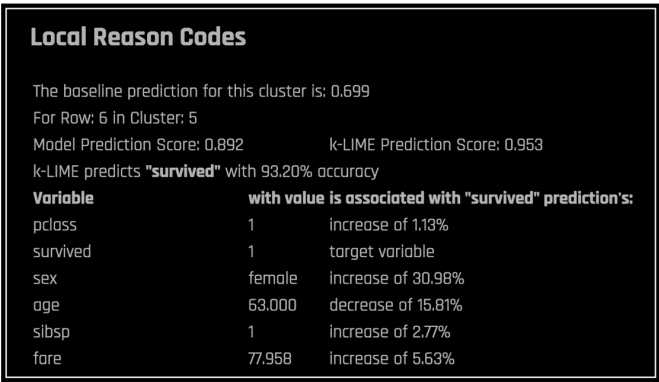 Local Reason Codes
The baseline prediction for this cluster is: 0.699
For Row: 6 in Cluster: 5
Model Prediction Score: 0.892 k-LIME Prediction Score: 0.953
k-LIME predicts "survived" with 93.20% accuracy
Variable with value is associated with "survived" prediction's:
pclass 1 increase of 1.13%
survived 1 target variable
sex female increase of 30.98%
age 63.000 decrease of 15.81%
sibsp 1 increase of 2.77%
fare 77.958 increase of 5.63%